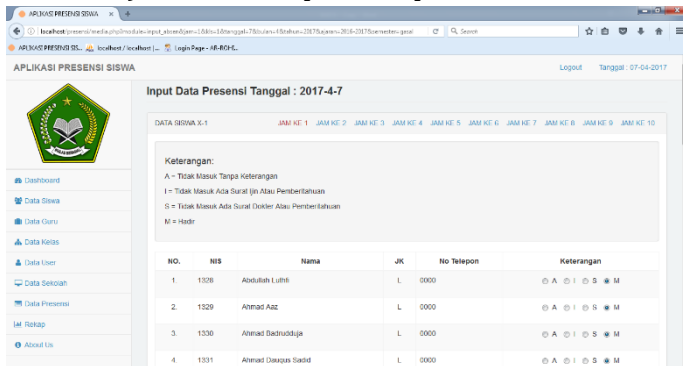 APLIKASI PRESENSI SISWA × +
localhost/presensi/media.php?module=input_absen&jam=1&kls=1&tanggal=7&bulan=4&tahun=2017&ajaran=2016-2017&semester=gasal Search
APLIKASI PRESENSI SIS... localhost / localhost |... Login Page - AR-RCHI...
APLIKASI PRESENSI SISWA Logout Tanggal : 07-04-2017
Input Data Presensi Tanggal : 2017-4-7
DATA SISWA X-1 JAM KE 1 JAM KE 2 JAM KE 3 JAM KE 4 JAM KE 5 JAM KE 6 JAM KE 7 JAM KE 8 JAM KE 9 JAM KE 10
Keterangan:
A = Tidak Masuk Tanpa Keterangan
I = Tidak Masuk Ada Surat Ijin Atau Pemberitahuan
S = Tidak Masuk Ada Surat Dokter Atau Pemberitahuan
M = Hadir
Dashboard
Data Siswa
Data Guru
Data Kelas
Data User
Data Sekolah
Data Presensi
Rekap
About Us
NO. NIS Nama JK No Telepon Keterangan
1. 1328 Abdullah Luthfi L 0000 A I S M
2. 1329 Ahmad Aaz L 0000 A I S M
3. 1330 Ahmad Badrudduja L 0000 A I S M
4. 1331 Ahmad Dauqus Sadid L 0000 A I S M